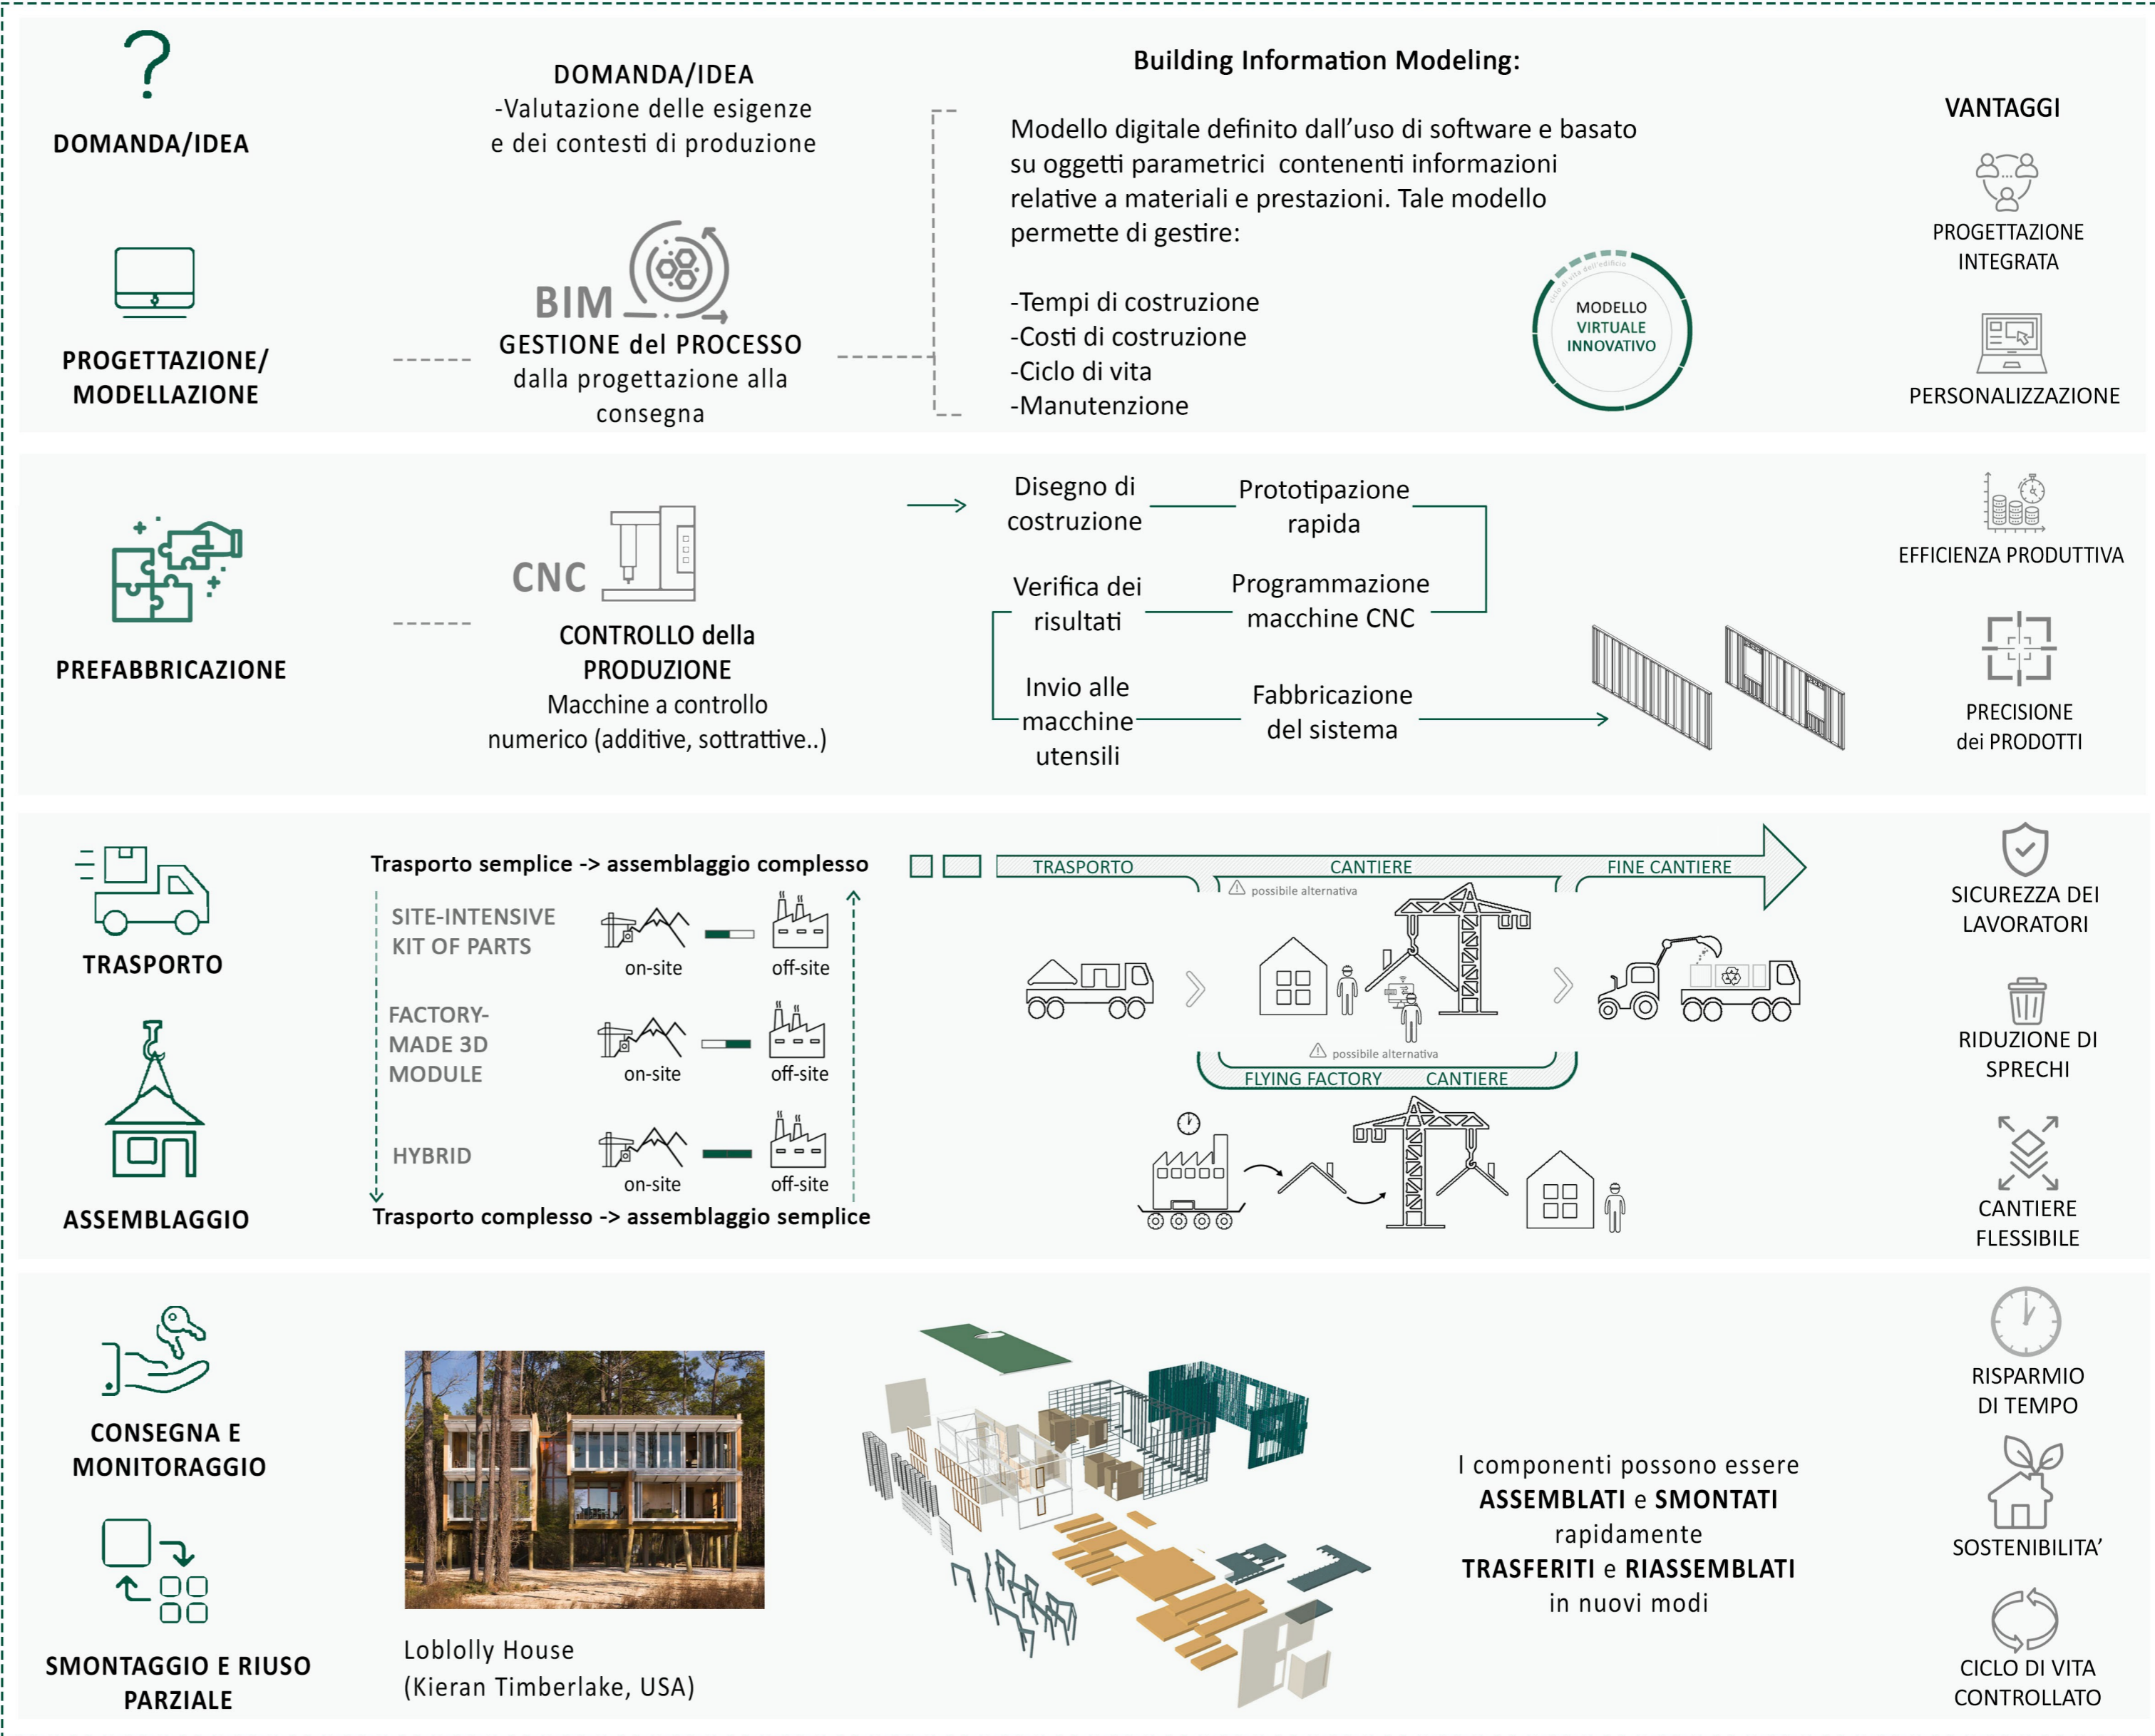 DOMANDA/IDEA
PROGETTAZIONE/
MODELLAZIONE
DOMANDA/IDEA
-Valutazione delle esigenze
e dei contesti di produzione
BIM
GESTIONE del PROCESSO
dalla progettazione alla
consegna
Building Information Modeling:
Modello digitale definito dall'uso di software e basato
su oggetti parametrici contenenti informazioni
relative a materiali e prestazioni. Tale modello
permette di gestire:
-Tempi di costruzione
-Costi di costruzione
-Ciclo di vita
-Manutenzione
ciclo di vita dell'edificio
MODELLO
VIRTUALE
INNOVATIVO
VANTAGGI
PROGETTAZIONE
INTEGRATA
PERSONALIZZAZIONE
PREFABBRICAZIONE
CNC
CONTROLLO della
PRODUZIONE
Macchine a controllo
numerico (additive, sottrattive..)
Disegno di
costruzione
Prototipazione
rapida
Verifica dei
risultati
Programmazione
macchine CNC
Invio alle
macchine
utensili
Fabbricazione
del sistema
EFFICIENZA PRODUTTIVA
PRECISIONE
dei PRODOTTI
TRASPORTO
ASSEMBLAGGIO
Trasporto semplice -> assemblaggio complesso
SITE-INTENSIVE
KIT OF PARTS
on-site
off-site
FACTORY-
MADE 3D
MODULE
on-site
off-site
HYBRID
on-site
off-site
Trasporto complesso -> assemblaggio semplice
TRASPORTO
CANTIERE
FINE CANTIERE
possibile alternativa
possibile alternativa
FLYING FACTORY
CANTIERE
SICUREZZA DEI
LAVORATORI
RIDUZIONE DI
SPRECHI
CANTIERE
FLESSIBILE
CONSEGNA E
MONITORAGGIO
SMONTAGGIO E RIUSO
PARZIALE
Loblolly House
(Kieran Timberlake, USA)
I componenti possono essere
ASSEMBLATI e SMONTATI
rapidamente
TRASFERITI e RIASSEMBLATI
in nuovi modi
RISPARMIO
DI TEMPO
SOSTENIBILITA'
CICLO DI VITA
CONTROLLATO